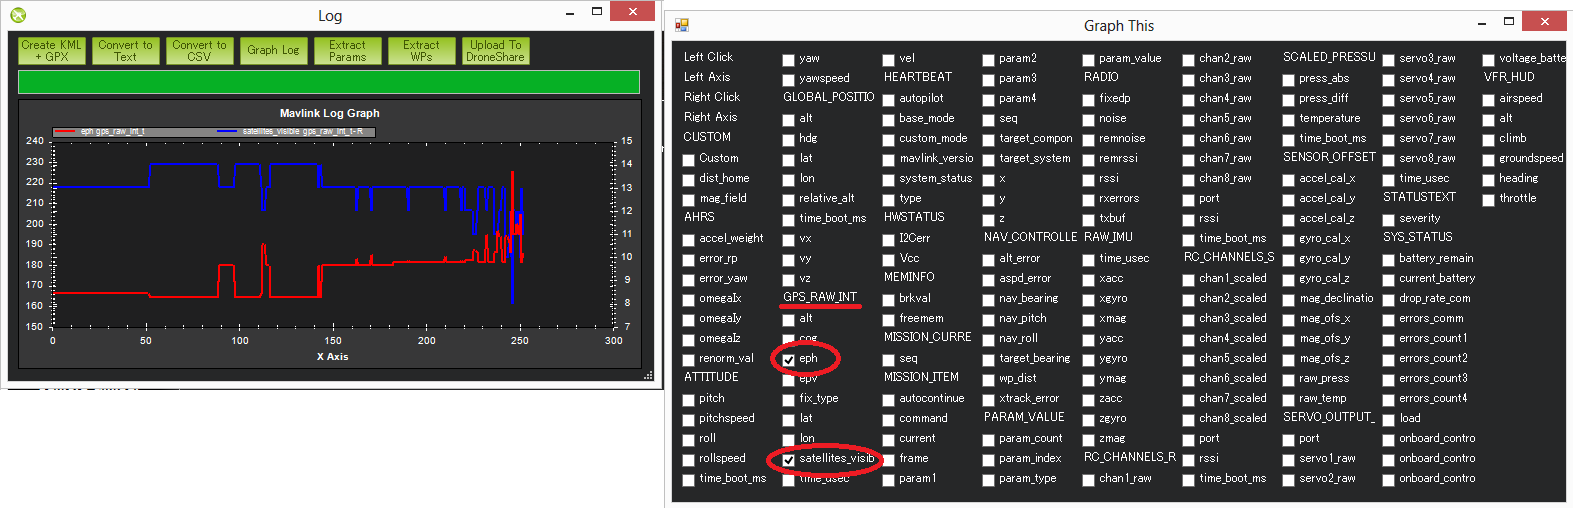 Log
Create KML
+ GPX
Convert to
Text
Convert to
CSV
Graph Log
Extract
Params
Extract
WPs
Upload To
DroneShare
Mavlink Log Graph
eph gps_raw_int_t
satellites_visible gps_raw_int_t-R
240
230
220
210
200
190
180
170
160
150
15
14
13
12
11
10
9
8
7
0
50
100
150
200
250
300
X Axis
Graph This
Left Click
Left Axis
Right Click
Right Axis
CUSTOM
Custom
dist_home
mag_field
AHRS
accel_weight
error_rp
error_yaw
omegaIx
omegaIy
omegaIz
renorm_val
ATTITUDE
pitch
pitchspeed
roll
rollspeed
time_boot_ms
yaw
yawspeed
GLOBAL_POSITIO
alt
hdg
lat
lon
relative_alt
time_boot_ms
vx
vy
vz
GPS_RAW_INT
alt
cog
eph
epv
fix_type
lat
lon
satellites_visib
time_usec
vel
HEARTBEAT
autopilot
base_mode
custom_mode
mavlink_versio
system_status
type
HWSTATUS
I2Cerr
Vcc
MEMINFO
brkval
freemem
MISSION_CURRE
seq
MISSION_ITEM
autocontinue
command
current
frame
param1
param2
param3
param4
seq
target_compon
target_system
x
y
z
NAV_CONTROLLE
alt_error
aspd_error
nav_bearing
nav_pitch
nav_roll
target_bearing
wp_dist
xtrack_error
PARAM_VALUE
param_count
param_index
param_type
param_value
RADIO
fixedp
noise
remnoise
remrssi
rssi
rxerrors
txbuf
RAW_IMU
time_usec
xacc
xgyro
xmag
yacc
ygyro
ymag
zacc
zgyro
zmag
RC_CHANNELS_R
chan1_raw
chan2_raw
chan3_raw
chan4_raw
chan5_raw
chan6_raw
chan7_raw
chan8_raw
port
rssi
time_boot_ms
RC_CHANNELS_S
chan1_scaled
chan2_scaled
chan3_scaled
chan4_scaled
chan5_scaled
chan6_scaled
chan7_scaled
chan8_scaled
port
rssi
time_boot_ms
SCALED_PRESSU
press_abs
press_diff
temperature
time_boot_ms
SENSOR_OFFSET
accel_cal_x
accel_cal_y
accel_cal_z
gyro_cal_x
gyro_cal_y
gyro_cal_z
mag_declinatio
mag_ofs_x
mag_ofs_y
mag_ofs_z
raw_press
raw_temp
SERVO_OUTPUT_
port
servo1_raw
servo2_raw
servo3_raw
servo4_raw
servo5_raw
servo6_raw
servo7_raw
servo8_raw
time_usec
STATUSTEXT
severity
SYS_STATUS
battery_remain
current_battery
drop_rate_com
errors_comm
errors_count1
errors_count2
errors_count3
errors_count4
load
onboard_contro
onboard_contro
onboard_contro
voltage_batte
VFR_HUD
airspeed
alt
climb
groundspeed
heading
throttle